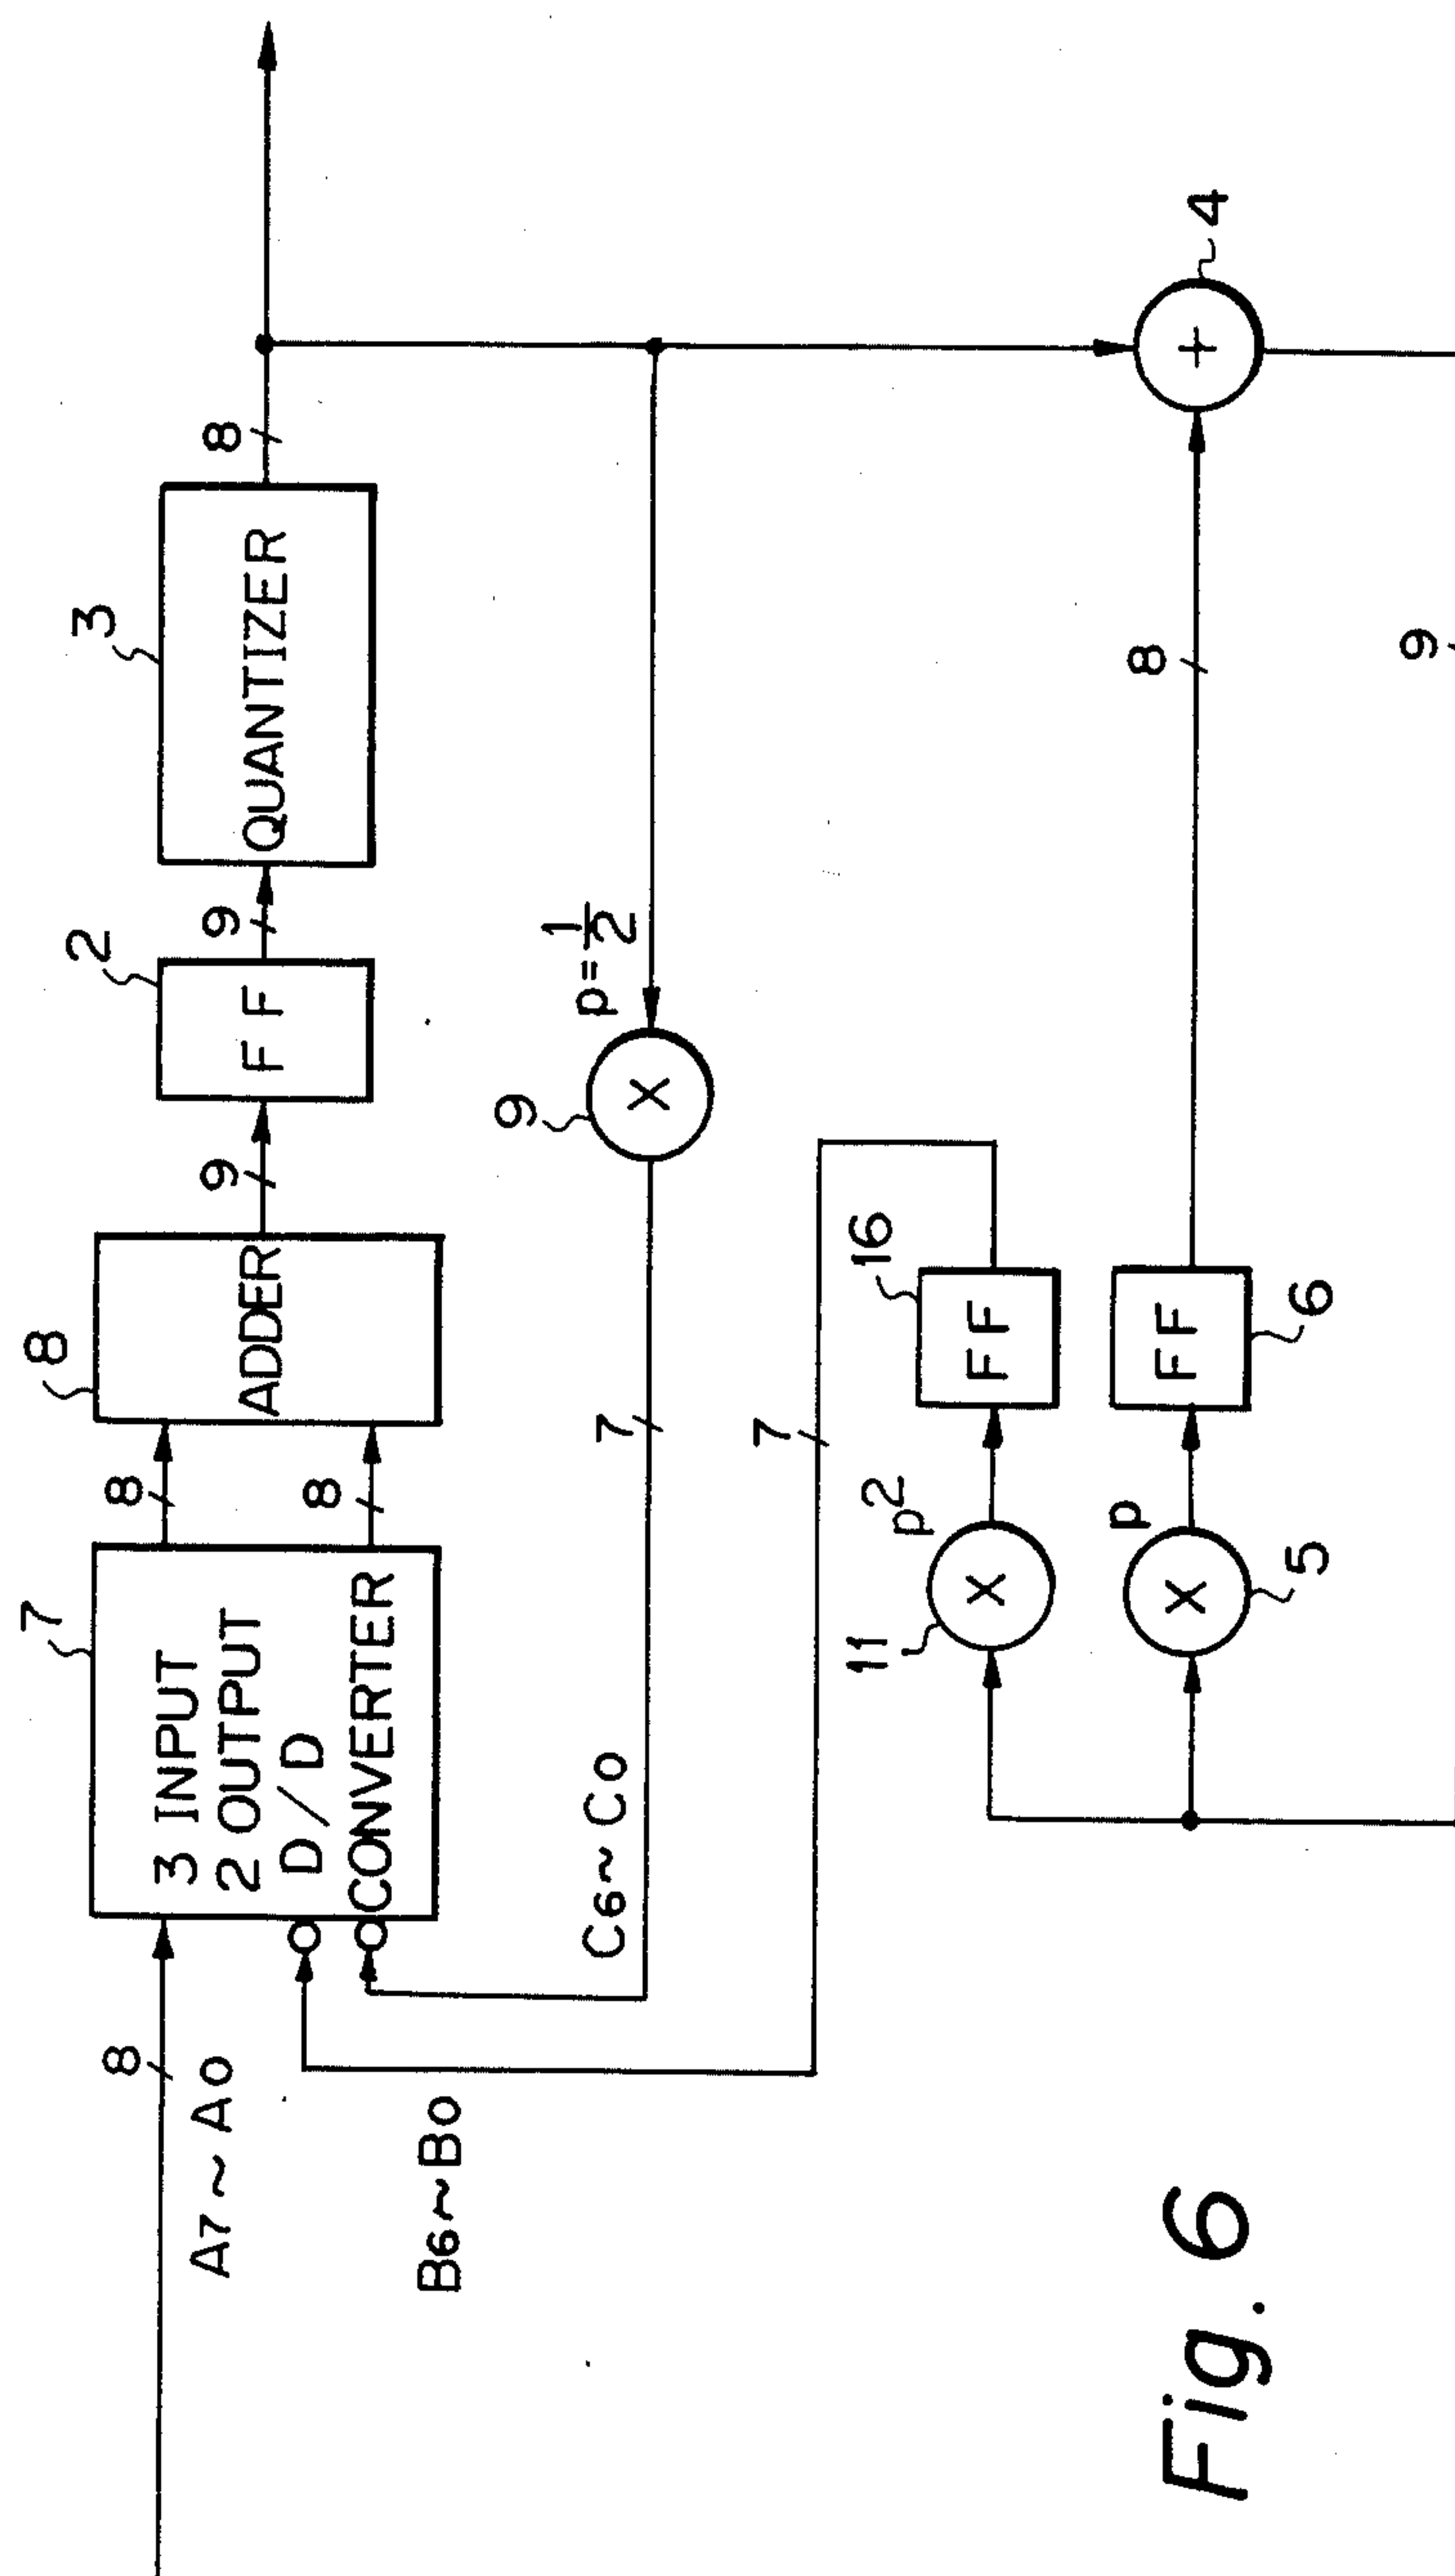 7
8
2
3
8
A7 ~ A0
3 INPUT
2 OUTPUT
D/D
CONVERTER
8
8
ADDER
9
FF
9
QUANTIZER
8
B6~B0
C6~C0
7
9
p=1/2
7
16
11
p2
FF
p
FF
5
6
8
+
4
9
X
X
X
Fig. 6